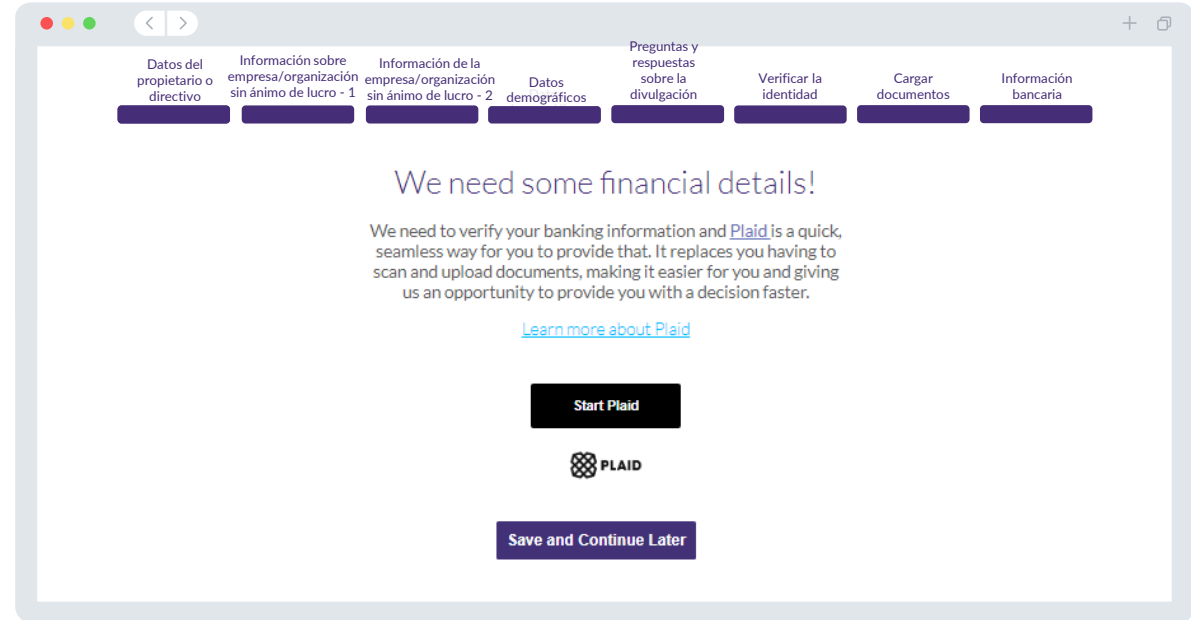 Datos del
propietario o
directivo
Información sobre
empresa/organización
sin ánimo de lucro - 1
Información de la
empresa/organización
sin ánimo de lucro - 2
Datos
demográficos
Preguntas y
respuestas
sobre la
divulgación
Verificar la
identidad
Cargar
documentos
Información
bancaria
We need some financial details!
We need to verify your banking information and Plaid is a quick,
seamless way for you to provide that. It replaces you having to
scan and upload documents, making it easier for you and giving
us an opportunity to provide you with a decision faster.
Learn more about Plaid
Start Plaid
PLAID
Save and Continue Later